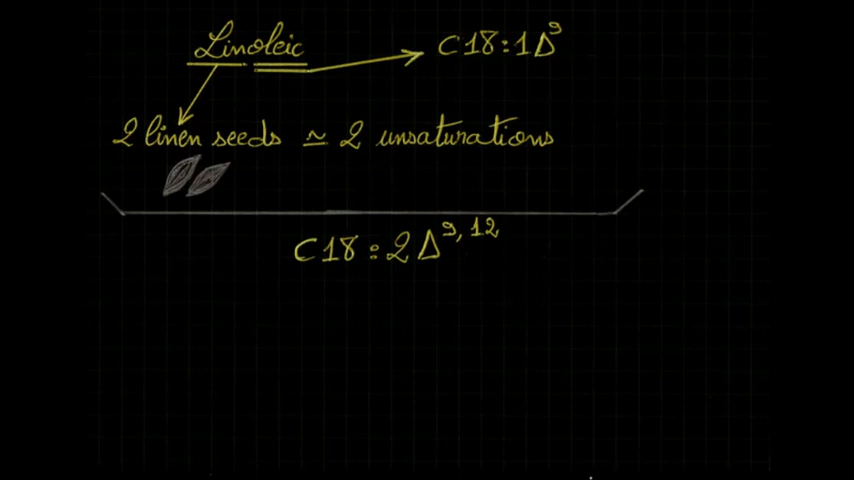 Linoleic → C18:1Δ⁹
2 linen seeds ≃ 2 unsaturations
C18:2Δ⁹,¹²